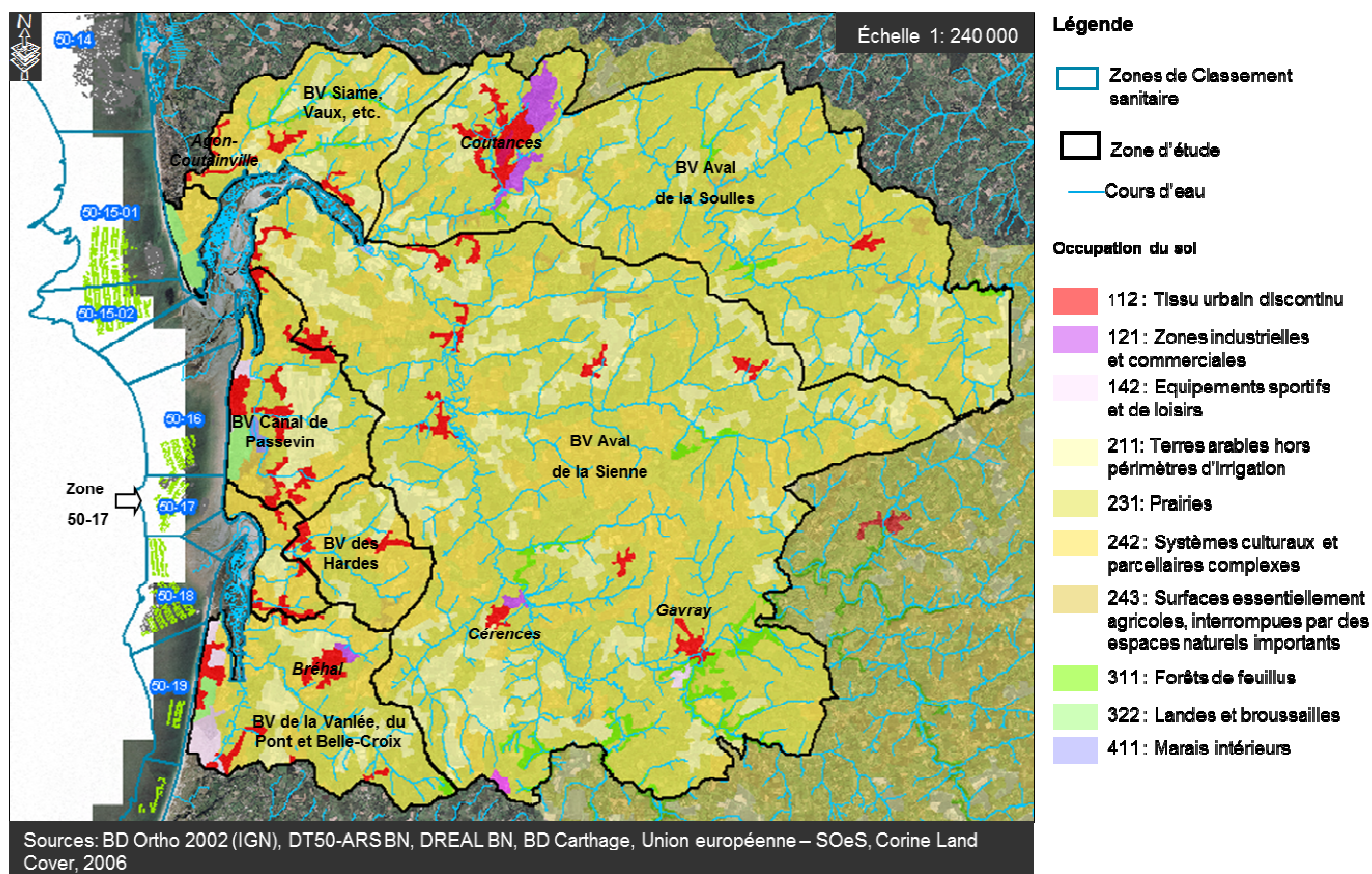 N
Échelle 1: 240 000
50-14
BV Siame,
Vaux, etc.
Agon-
Coutainville
Coutances
BV Aval
de la Soulles
50-15-01
50-15-02
50-16
BV Canal de
Passevin
BV Aval
de la Sienne
Zone
50-17
50-17
BV des
Hardes
50-18
Cérences
Gavray
Bréhal
50-19
BV de la Vanlée, du
Pont et Belle-Croix
Sources: BD Ortho 2002 (IGN), DT50-ARS BN, DREAL BN, BD Carthage, Union européenne – SOeS, Corine Land
Cover, 2006
Légende
Zones de Classement
sanitaire
Zone d'étude
Cours d'eau
Occupation du sol
112 : Tissu urbain discontinu
121 : Zones industrielles
et commerciales
142 : Equipements sportifs
et de loisirs
211: Terres arables hors
périmètres d'irrigation
231: Prairies
242 : Systèmes culturaux et
parcellaires complexes
243 : Surfaces essentiellement
agricoles, interrompues par des
espaces naturels importants
311 : Forêts de feuillus
322 : Landes et broussailles
411 : Marais intérieurs